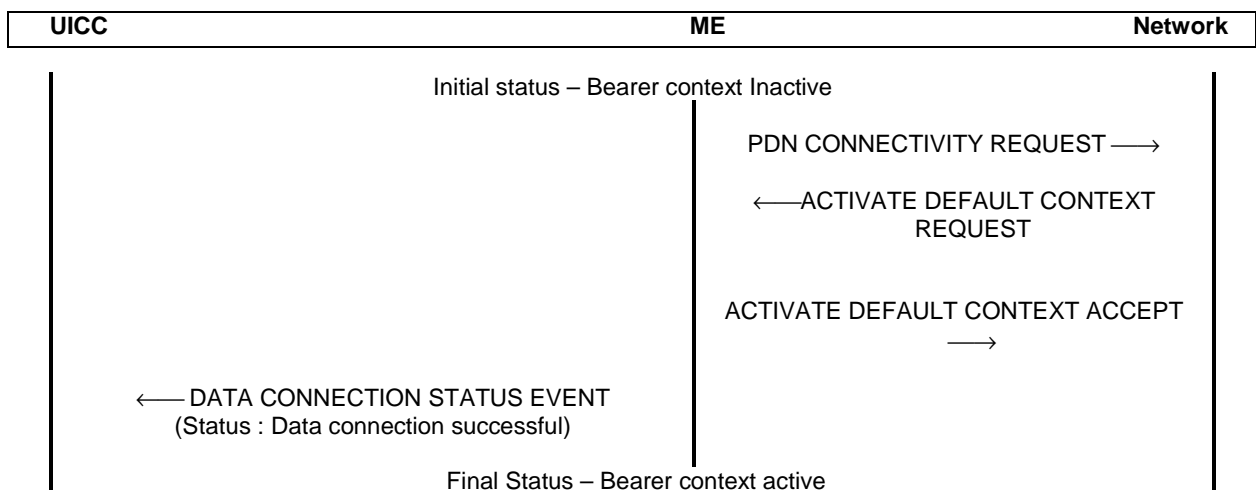 UICC ME Network
Initial status – Bearer context Inactive
PDN CONNECTIVITY REQUEST ⟶
⟵ACTIVATE DEFAULT CONTEXT
REQUEST
ACTIVATE DEFAULT CONTEXT ACCEPT
⟶
⟵ DATA CONNECTION STATUS EVENT
(Status : Data connection successful)
Final Status – Bearer context active